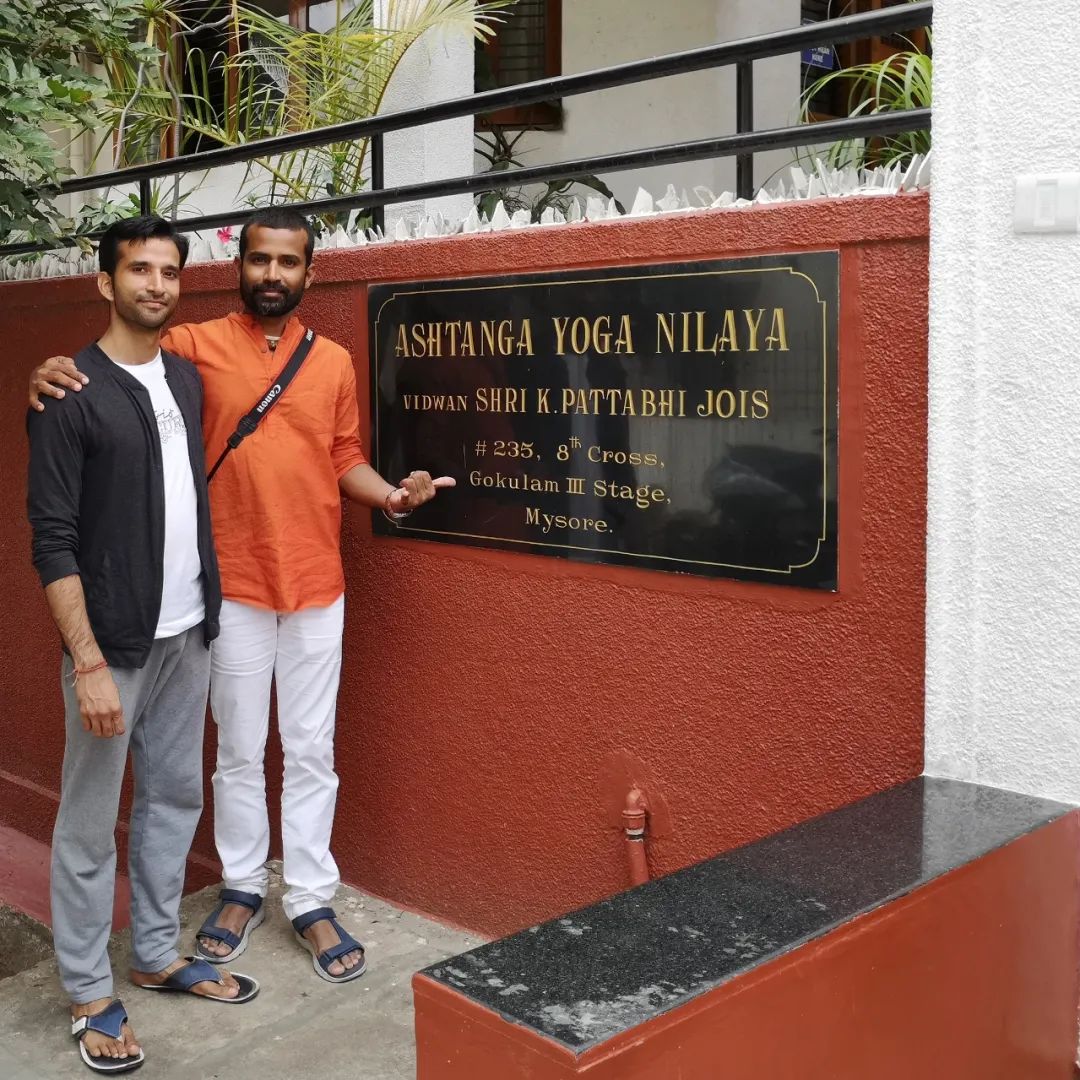 ASHTANGA YOGA NILAYA
VIDWAN SHRI K. PATTABHI JOIS
# 235, 8th Cross,
Gokulam III Stage,
Mysore.
Canon